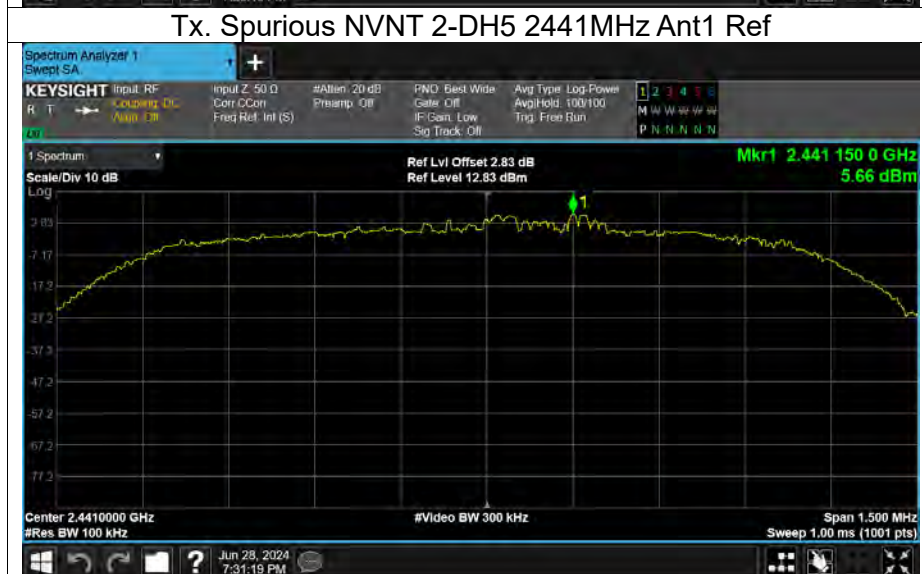 Tx. Spurious NVNT 2-DH5 2441MHz Ant1 Ref
Spectrum Analyzer 1
Swept SA
+
KEYSIGHT Input: RF
R T Coupling: DC
Align: Off
Input Z: 50 Ω
Corr CCorr
Freq Ref: Int (S)
#Atten: 20 dB
Preamp: Off
PNO: Best Wide
Gate: Off
IF Gain: Low
Sig Track: Off
Avg Type: Log-Power
Avg|Hold: 100/100
Trig: Free Run
1 2 3 4 5 6
M W W W W W
P N N N N N
1 Spectrum
Scale/Div 10 dB
Ref Lvl Offset 2.83 dB
Ref Level 12.83 dBm
Mkr1 2.441 150 0 GHz
5.66 dBm
Log
1
2.83
-7.17
-17.2
-27.2
-37.2
-47.2
-57.2
-67.2
-77.2
Center 2.4410000 GHz
#Res BW 100 kHz
#Video BW 300 kHz
Span 1.500 MHz
Sweep 1.00 ms (1001 pts)
?
Jun 28, 2024
7:31:19 PM